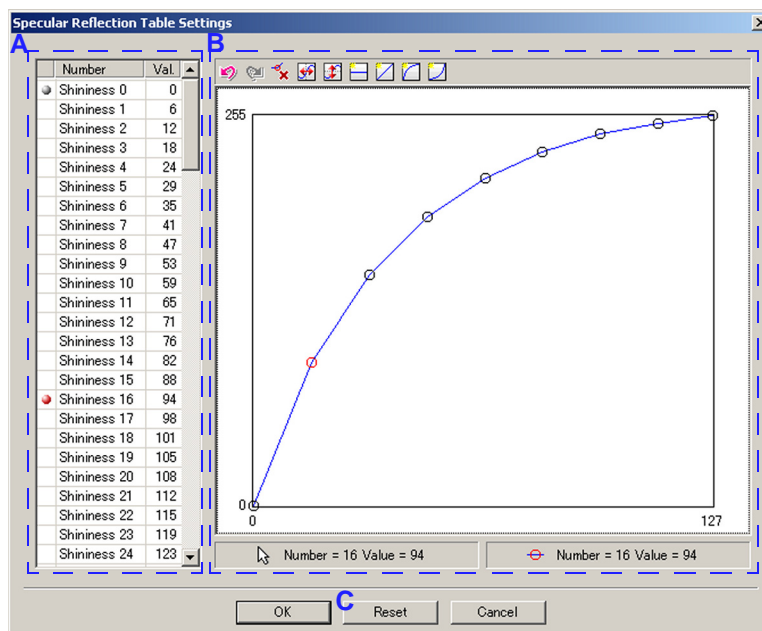 Specular Reflection Table Settings
A
B
Number Val.
Shininess 0 0
Shininess 1 6
Shininess 2 12
Shininess 3 18
Shininess 4 24
Shininess 5 29
Shininess 6 35
Shininess 7 41
Shininess 8 47
Shininess 9 53
Shininess 10 59
Shininess 11 65
Shininess 12 71
Shininess 13 76
Shininess 14 82
Shininess 15 88
Shininess 16 94
Shininess 17 98
Shininess 18 101
Shininess 19 105
Shininess 20 108
Shininess 21 112
Shininess 22 115
Shininess 23 119
Shininess 24 123
255
0
0 127
Number = 16 Value = 94
Number = 16 Value = 94
C
OK Reset Cancel